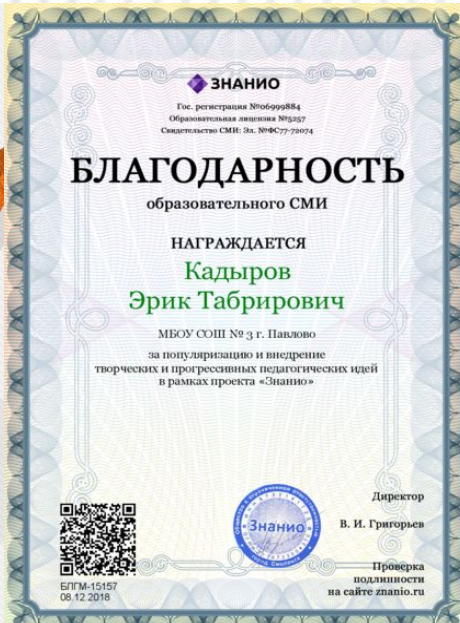 ЗНАНИО
Гос. регистрация №06999884
Образовательная лицензия №5257
Свидетельство СМИ: Эл. №ФС77-72074
БЛАГОДАРНОСТЬ
образовательного СМИ
НАГРАЖДАЕТСЯ
Кадыров
Эрик Табрирович
МБОУ СОШ № 3 г. Павлово
за популяризацию и внедрение
творческих и прогрессивных педагогических идей
в рамках проекта «Знанио»
Директор
В. И. Григорьев
Знанио
Проверка
подлинности
на сайте znanio.ru
БЛГМ-15157
08.12.2018